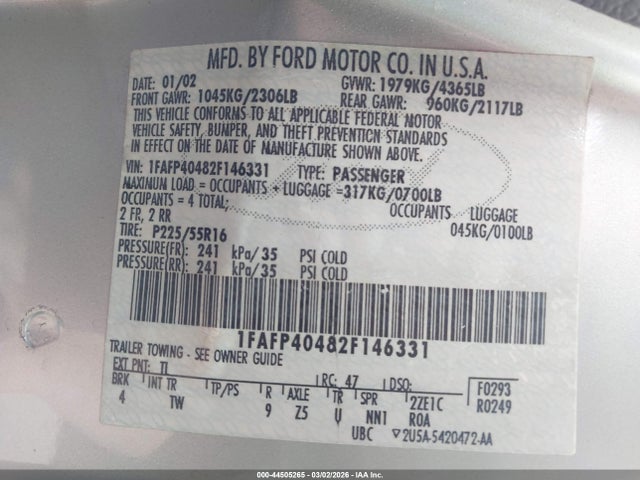 MFD. BY FORD MOTOR CO. IN U.S.A.
DATE: 01/02 GVWR: 1979KG/4365LB
FRONT GAWR: 1045KG/2306LB REAR GAWR: 960KG/2117LB
THIS VEHICLE CONFORMS TO ALL APPLICABLE FEDERAL MOTOR
VEHICLE SAFETY, BUMPER, AND THEFT PREVENTION STANDARDS
IN EFFECT ON THE DATE OF MANUFACTURE SHOWN ABOVE.
VIN: 1FAFP40482F146331 TYPE: PASSENGER
MAXIMUM LOAD = OCCUPANTS + LUGGAGE =317KG/0700LB
OCCUPANTS = 4 TOTAL; OCCUPANTS LUGGAGE
2 FR, 2 RR 045KG/0100LB
TIRE: P225/55R16
PRESSURE(FR): 241 kPa/35 PSI COLD
PRESSURE(RR): 241 kPa/35 PSI COLD
1FAFP40482F146331
TRAILER TOWING - SEE OWNER GUIDE
EXT PNT: TL RC: 47 DSO: F0293
BRK INT TR TP/PS R AXLE TR SPR 2ZE1C R0249
4 TW 9 Z5 U NN1 ROA
UBC ▽2U5A-5420472-AA
000-44505265 - 03/02/2026 - IAA Inc.